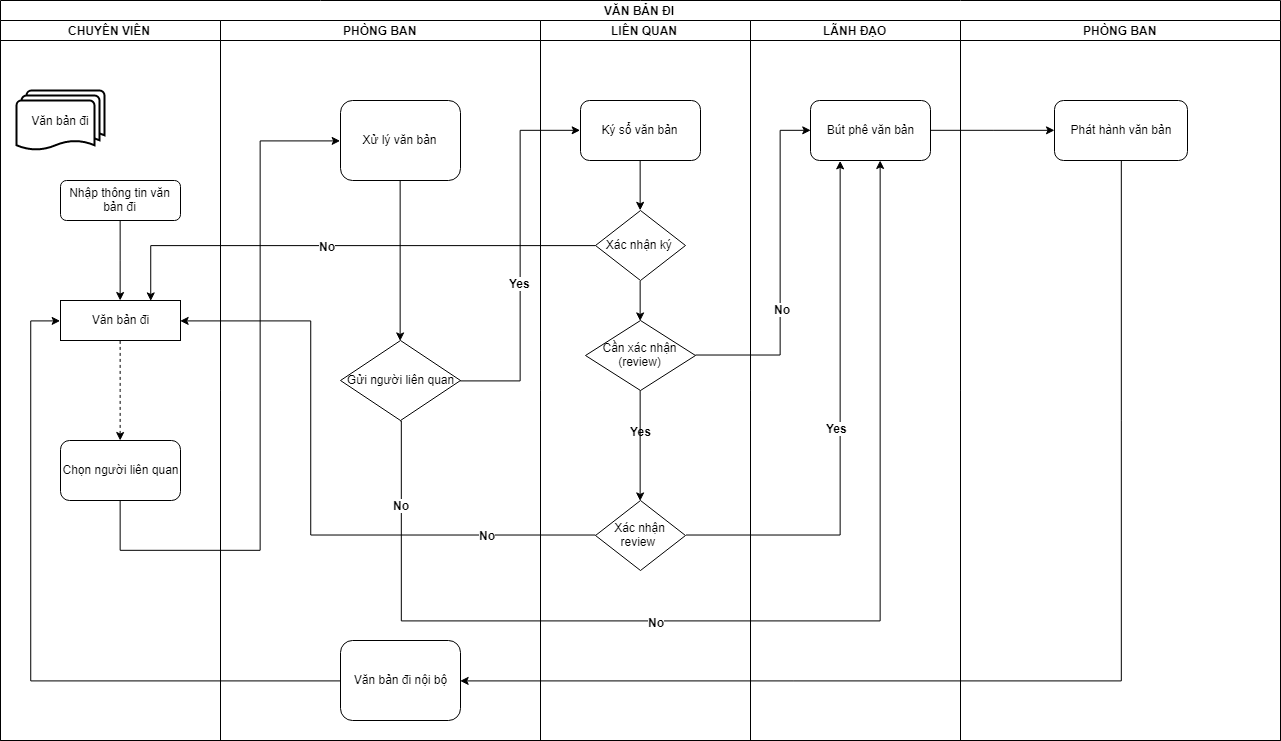 VĂN BẢN ĐI
CHUYÊN VIÊN
PHÒNG BAN
LIÊN QUAN
LÃNH ĐẠO
PHÒNG BAN
Văn bản đi
Nhập thông tin văn
bản đi
Văn bản đi
Chọn người liên quan
Xử lý văn bản
Gửi người liên quan
Văn bản đi nội bộ
Ký số văn bản
Xác nhận ký
Cần xác nhận
(review)
Xác nhận
review
Bút phê văn bản
Phát hành văn bản
No
Yes
No
Yes
Yes
No
No
No